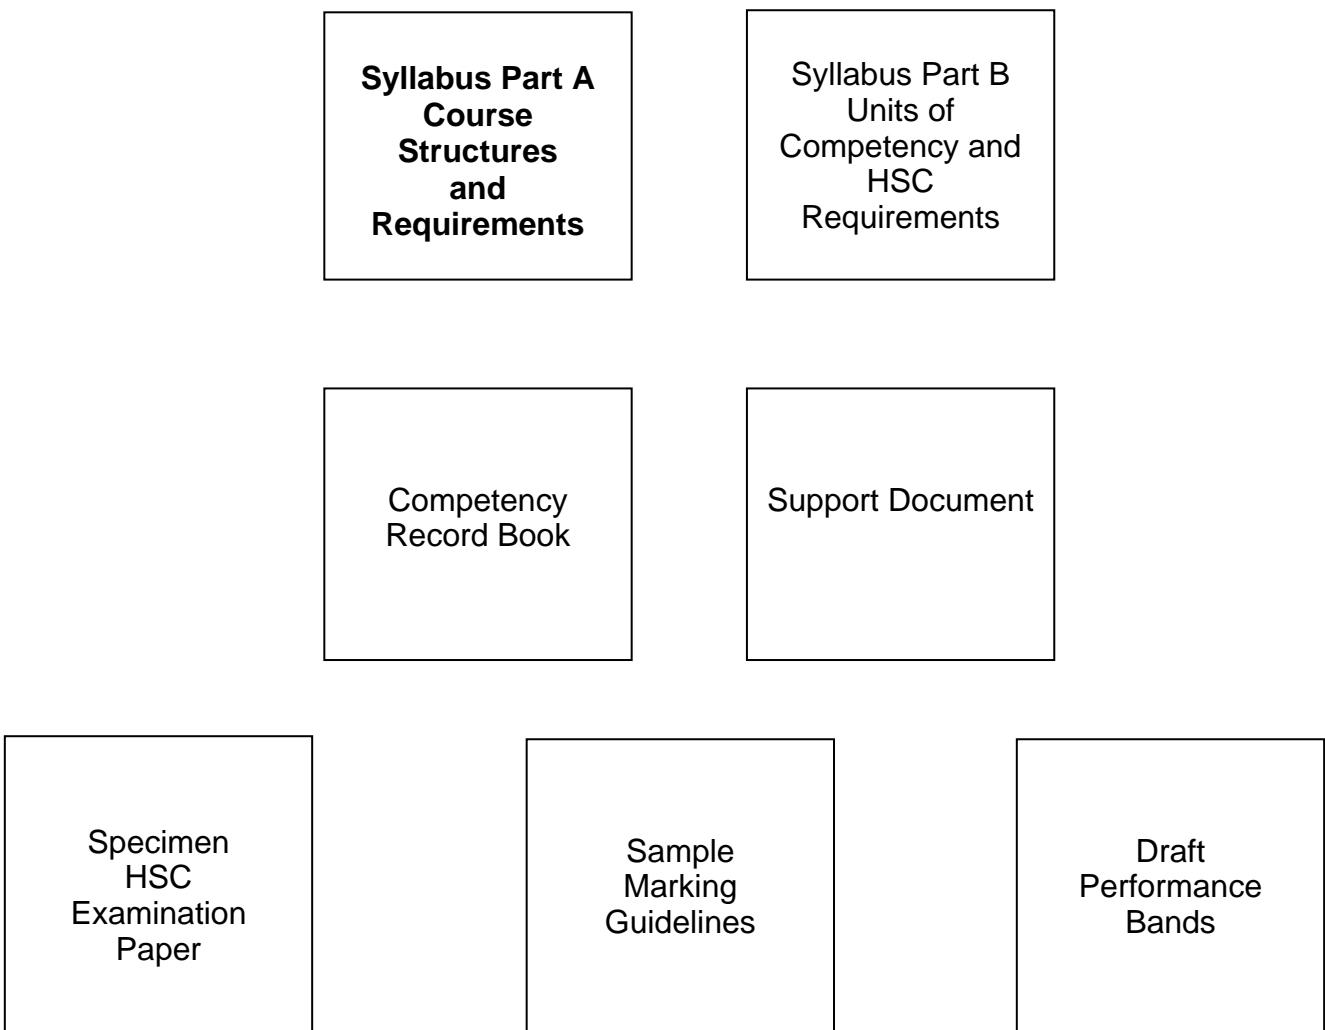 Syllabus Part A
Course
Structures
and
Requirements
Syllabus Part B
Units of
Competency and
HSC
Requirements
Competency
Record Book
Support Document
Specimen
HSC
Examination
Paper
Sample
Marking
Guidelines
Draft
Performance
Bands